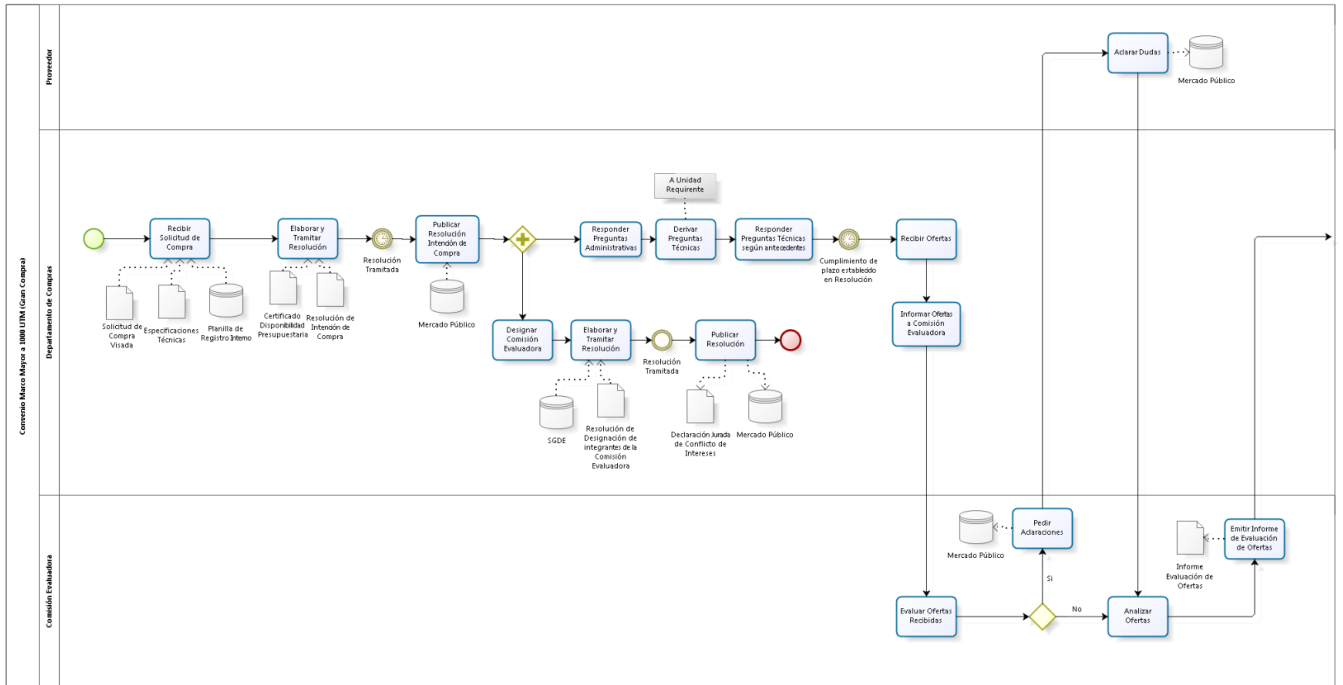 Convenio Marco Mayor a 1000 UTM (Gran Compra)
Proveedor
Aclarar Dudas
Mercado Público
Departamento de Compras
A Unidad
Requirente
Recibir
Solicitud de
Compra
Elaborar y
Tramitar
Resolución
Resolución
Tramitada
Publicar
Resolución
Intención de
Compra
Responder
Preguntas
Administrativas
Derivar
Preguntas
Técnicas
Responder
Preguntas Técnicas
según antecedentes
Cumplimiento de
plazo establecido
en Resolución
Recibir Ofertas
Solicitud de
Compra
Visada
Especificaciones
Técnicas
Planilla de
Registro Interno
Certificado
Disponibilidad
Presupuestaria
Resolución de
Intención de
Compra
Mercado Público
Designar
Comisión
Evaluadora
Elaborar y
Tramitar
Resolución
Resolución
Tramitada
Publicar
Resolución
Informar Ofertas
a Comisión
Evaluadora
SGDE
Resolución de
Designación de
integrantes de la
Comisión
Evaluadora
Declaración Jurada
de Conflicto de
Intereses
Mercado Público
Comisión Evaluadora
Pedir
Aclaraciones
Mercado Público
Emitir Informe
de Evaluación
de Ofertas
Informe
Evaluación de
Ofertas
Si
Evaluar Ofertas
Recibidas
No
Analizar
Ofertas